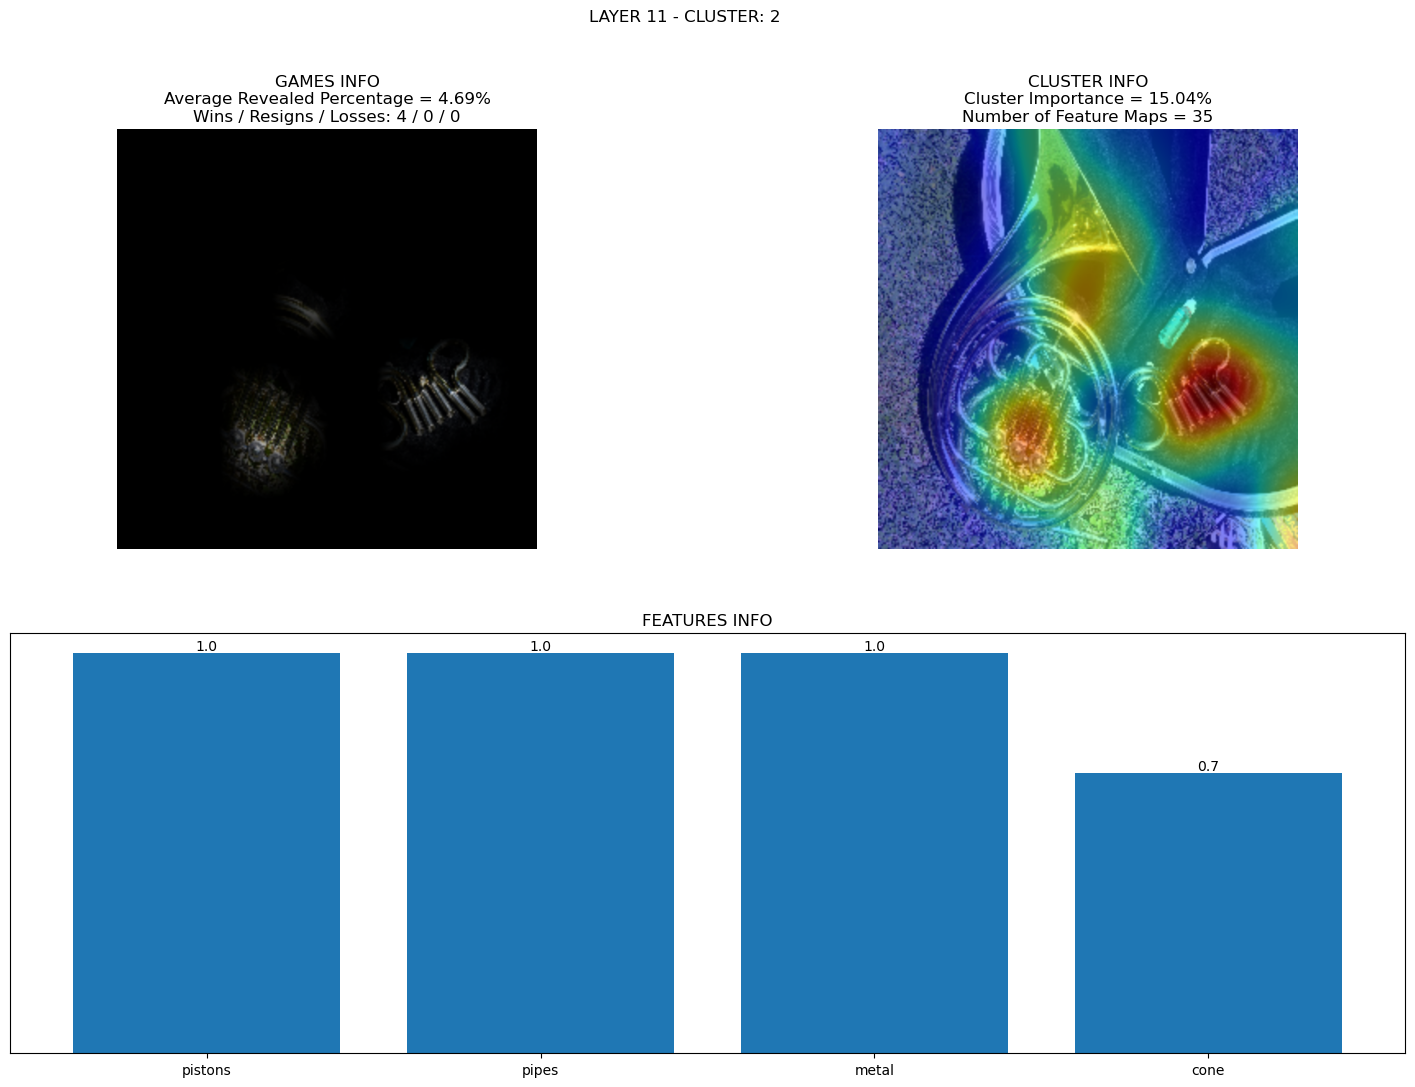 LAYER 11 - CLUSTER: 2
GAMES INFO
Average Revealed Percentage = 4.69%
Wins / Resigns / Losses: 4 / 0 / 0
CLUSTER INFO
Cluster Importance = 15.04%
Number of Feature Maps = 35
FEATURES INFO
1.0
1.0
1.0
0.7
pistons
pipes
metal
cone